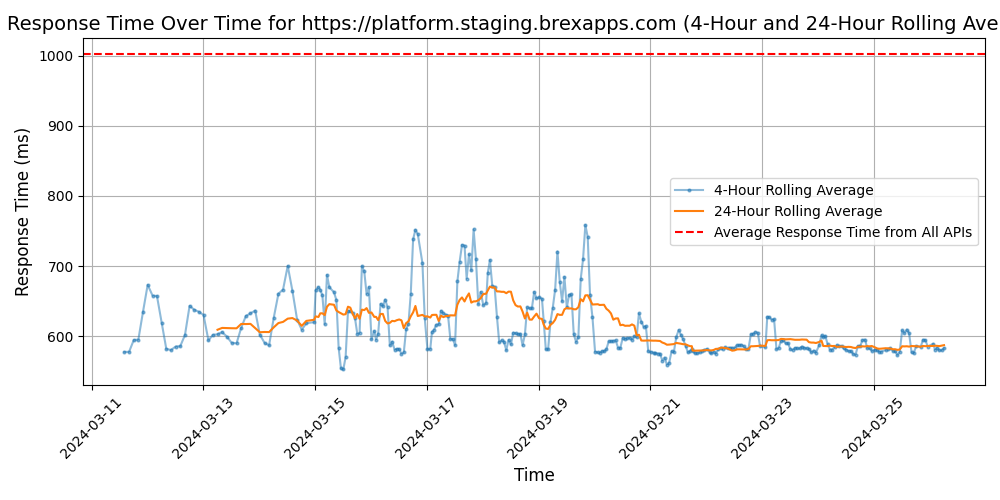 Response Time Over Time for https://platform.staging.brexapps.com (4-Hour and 24-Hour Rolling Ave
Response Time (ms)
1000
900
800
700
600
4-Hour Rolling Average
24-Hour Rolling Average
Average Response Time from All APIs
2024-03-11
2024-03-13
2024-03-15
2024-03-17
2024-03-19
2024-03-21
2024-03-23
2024-03-25
Time